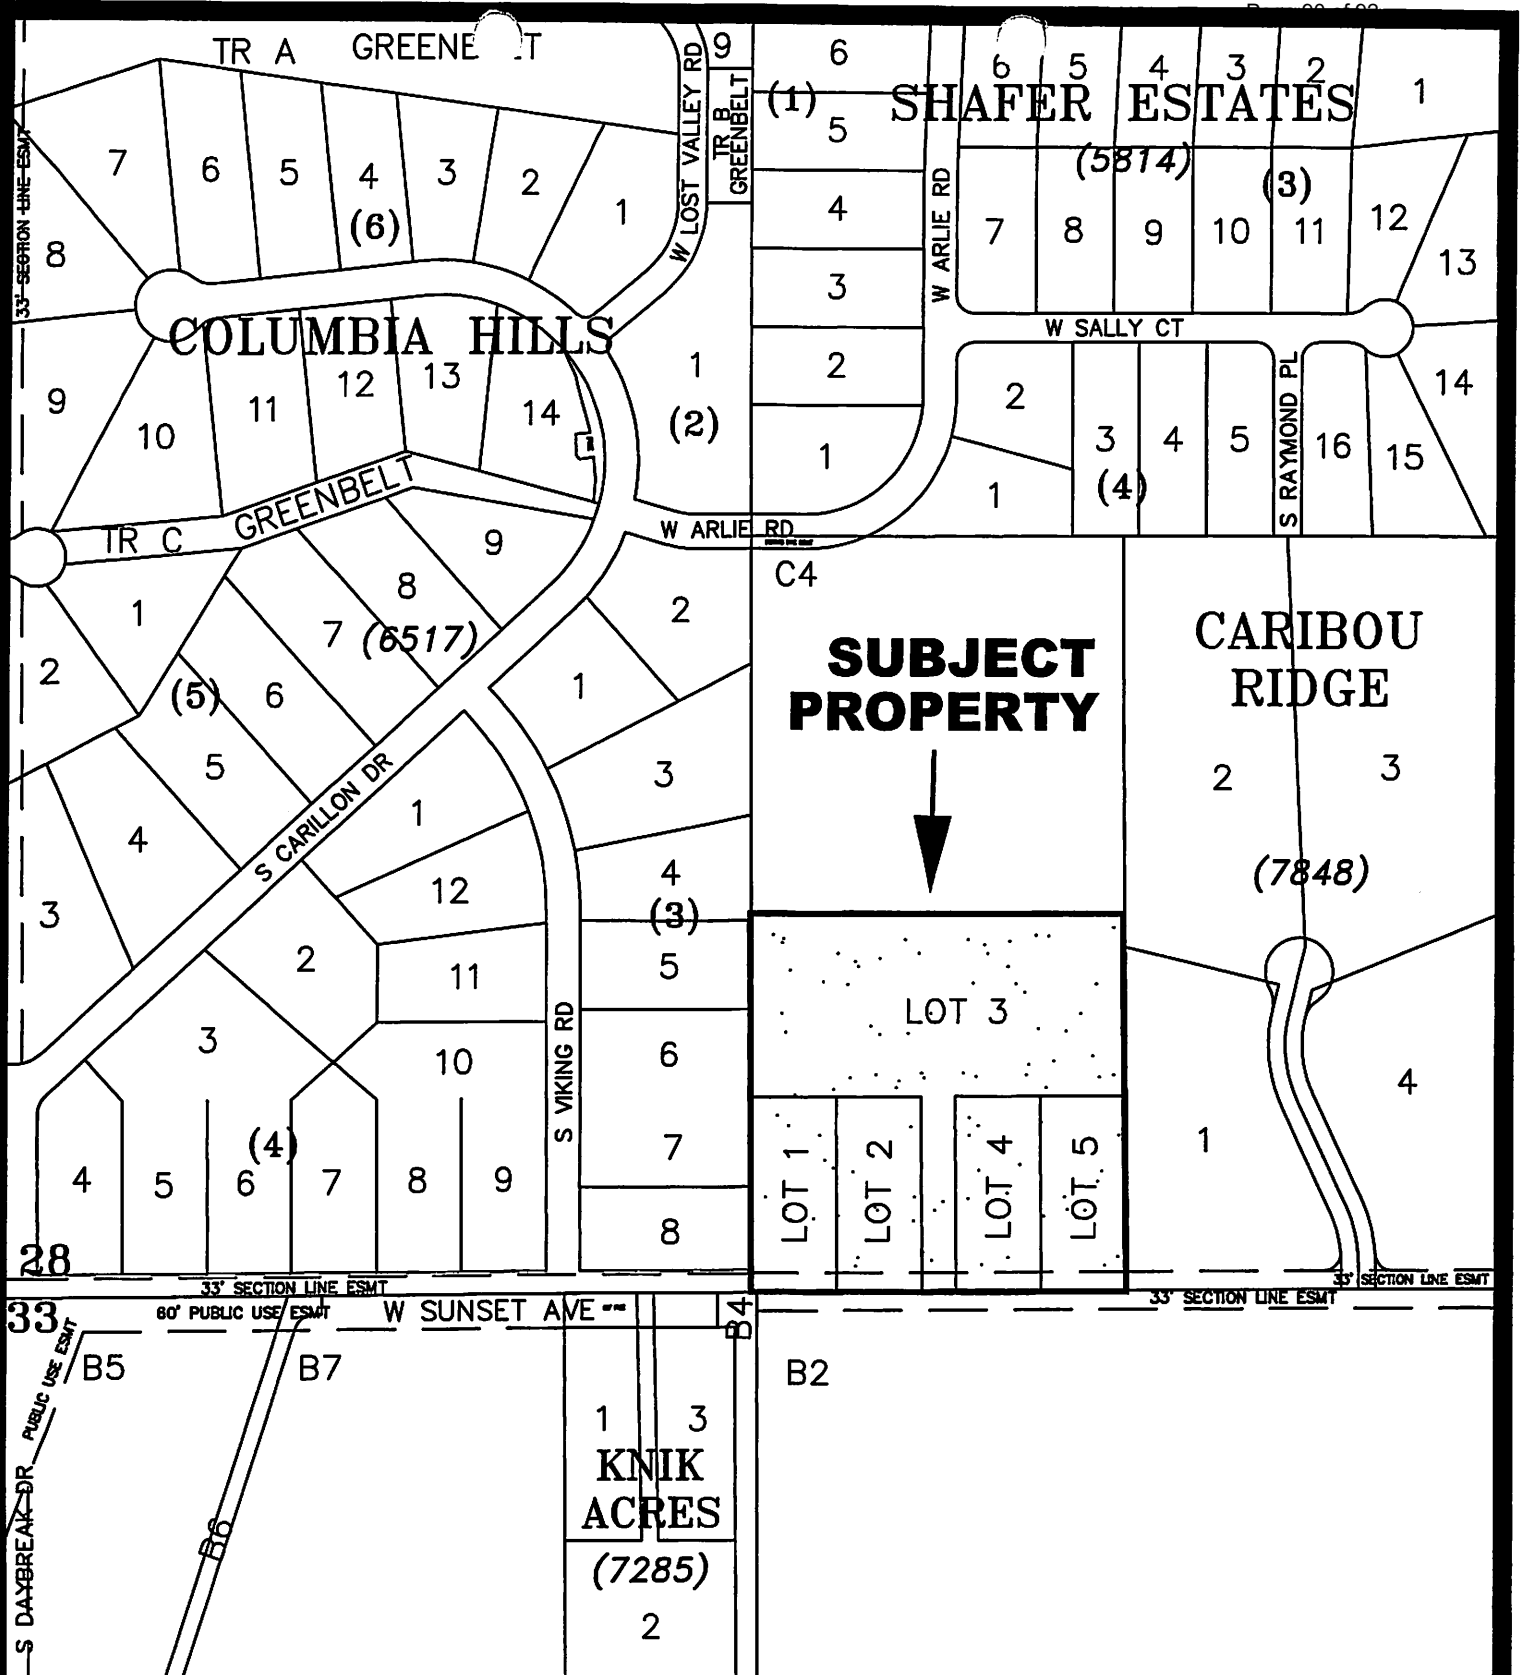 TR A
GREENE
T
9
6
6
5
4
3
2
1
SHAFER ESTATES
(1)
TR B
GREENBELT
W LOST VALLEY RD
5
(5814)
(3)
7
6
5
4
3
2
1
(6)
33' SECTION LINE ESMT
8
4
W ARLIE RD
7
8
9
10
11
12
13
3
W SALLY CT
COLUMBIA HILLS
9
10
11
12
13
14
1
(2)
2
1
2
1
3
4
5
(4)
S RAYMOND PL
16
15
14
TR C
GREENBELT
W ARLIE RD
C4
9
8
7
(6517)
6
(5)
5
4
3
1
2
2
1
3
4
(3)
5
6
7
8
SUBJECT
PROPERTY
CARIBOU
RIDGE
2
3
(7848)
1
4
S CARILLON DR
1
12
11
2
3
10
S VIKING RD
(4)
4
5
6
7
8
9
LOT 3
LOT 1
LOT 2
LOT 4
LOT 5
28
33' SECTION LINE ESMT
33' SECTION LINE ESMT
33' SECTION LINE ESMT
33
60' PUBLIC USE ESMT
W SUNSET AVE
B4
PUBLIC USE ESMT
B5
B7
B2
1
3
KNIK
ACRES
(7285)
2
B6
S DAYBREAK DR